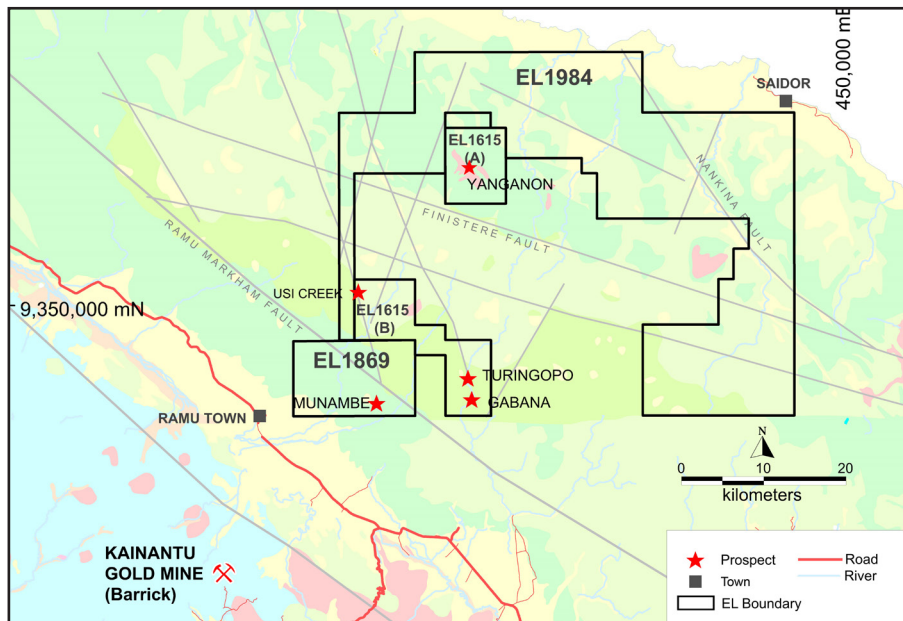 450,000 mE
SAIDOR
EL1984
EL1615
(A)
YANGANON
NANKINA FAULT
FINISTERE FAULT
RAMU MARKHAM FAULT
USI CREEK
9,350,000 mN
EL1615
(B)
EL1869
TURINGOPO
MUNAMBE
GABANA
RAMU TOWN
N
0 10 20
kilometers
KAINANTU
GOLD MINE
(Barrick)
Prospect
Road
Town
River
EL Boundary